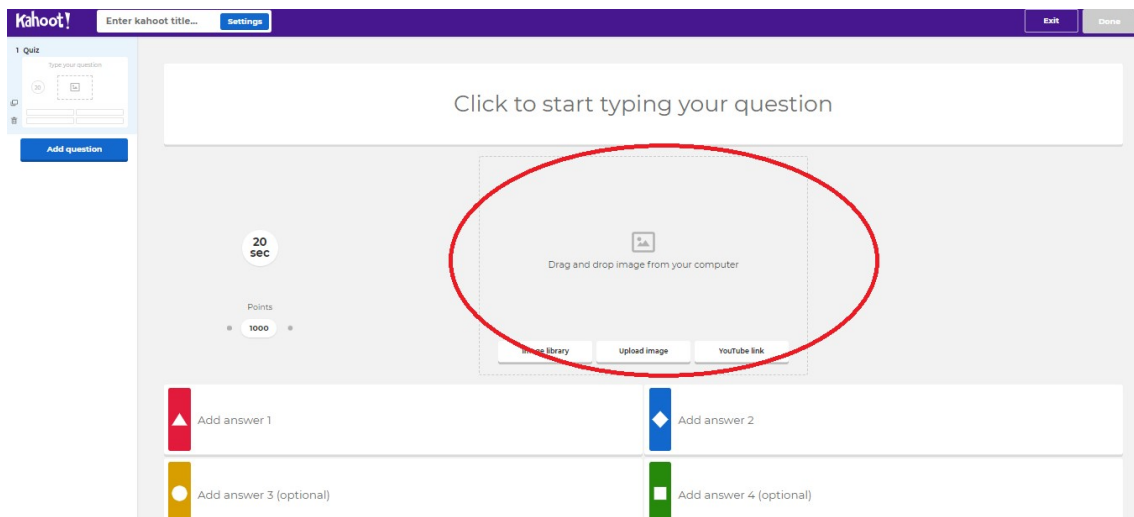 Kahoot!
Enter kahoot title...
Settings
Exit
Done
1 Quiz
Type your question
20
Add question
Click to start typing your question
20
sec
Drag and drop image from your computer
Points
1000
Image library
Upload image
YouTube link
Add answer 1
Add answer 2
Add answer 3 (optional)
Add answer 4 (optional)